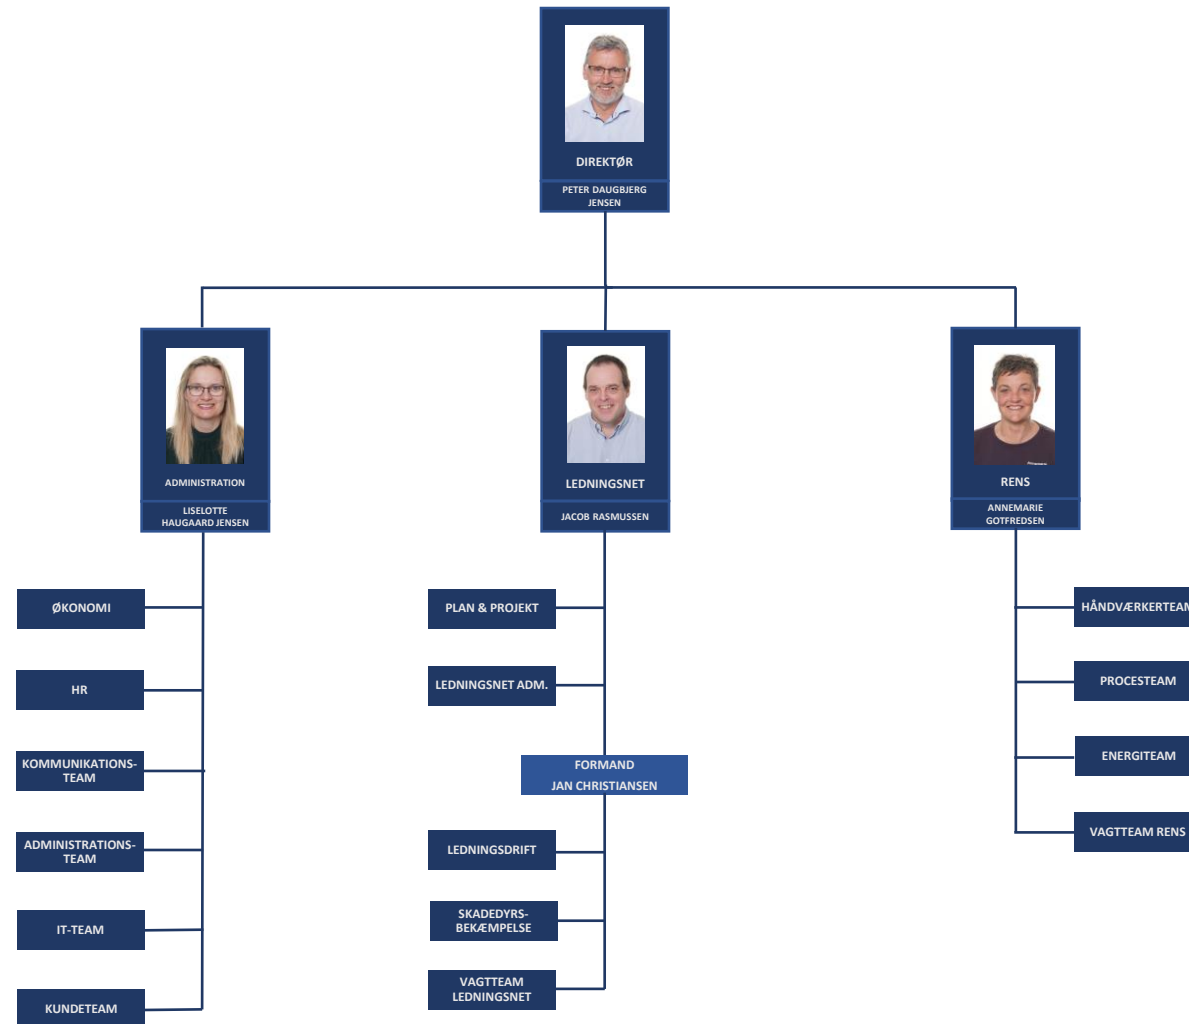 DIREKTØR
PETER DAUGBJERG
JENSEN
ADMINISTRATION
LISELOTTE
HAUGAARD JENSEN
LEDNINGSNET
JACOB RASMUSSEN
RENS
ANNEMARIE
GOTFREDSEN
ØKONOMI
HR
KOMMUNIKATIONS-
TEAM
ADMINISTRATIONS-
TEAM
IT-TEAM
KUNDETEAM
PLAN & PROJEKT
LEDNINGSNET ADM.
FORMAND
JAN CHRISTIANSEN
LEDNINGSDRIFT
SKADEDYRS-
BEKÆMPELSE
VAGTTEAM
LEDNINGSNET
HÅNDVÆRKERTEAM
PROCESTEAM
ENERGITEAM
VAGTTEAM RENS